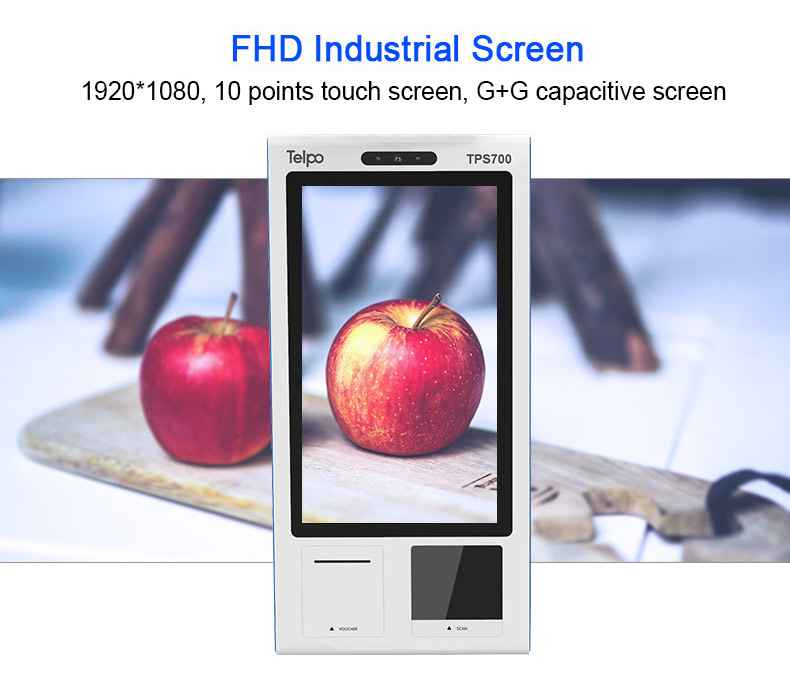 FHD Industrial Screen
1920*1080, 10 points touch screen, G+G capacitive screen
Telpo
TPS700
▲ VOUCHER
▲ SCAN